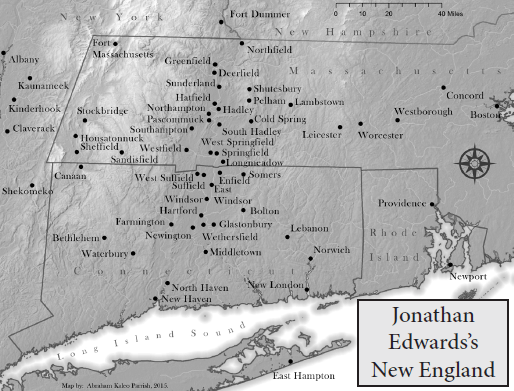 Fort Dummer
0 10 20 40 Miles
New York
New Hampshire
Fort
Massachusetts
Northfield
Albany
Greenfield
Deerfield
Massachusetts
Kaunameek
Sunderland
Shutesbury
Concord
Kinderhook
Hatfield
Pelham
Lambstown
Boston
Stockbridge
Northampton
Hadley
Westborough
Pascommuck
Cold Spring
Claverack
Southampton
South Hadley
Leicester
Worcester
Housatonnuck
West Springfield
Sheffield
Westfield
Springfield
Sandisfield
Longmeadow
Canaan
West Suffield
Enfield
Somers
Shekomeko
Suffield
East
Windsor
Windsor
Providence
Hartford
Bolton
Farmington
Glastonbury
Rhode
Island
Bethlehem
Newington
Wethersfield
Lebanon
Waterbury
Middletown
Norwich
Connecticut
Newport
North Haven
New London
New Haven
Jonathan
Edwards's
New England
Long Island Sound
East Hampton
Map by: Abraham Kaleo Parrish, 2015.